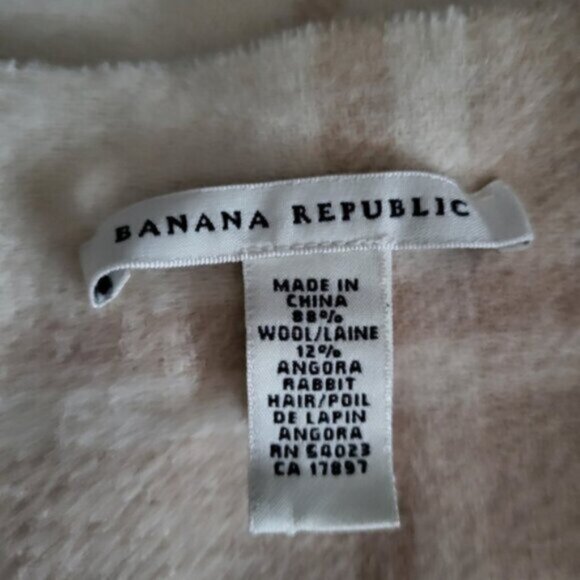 BANANA REPUBLIC
MADE IN
CHINA
88%
WOOL/LAINE
12%
ANGORA
RABBIT
HAIR/POIL
DE LAPIN
ANGORA
RN 54023
CA 17897